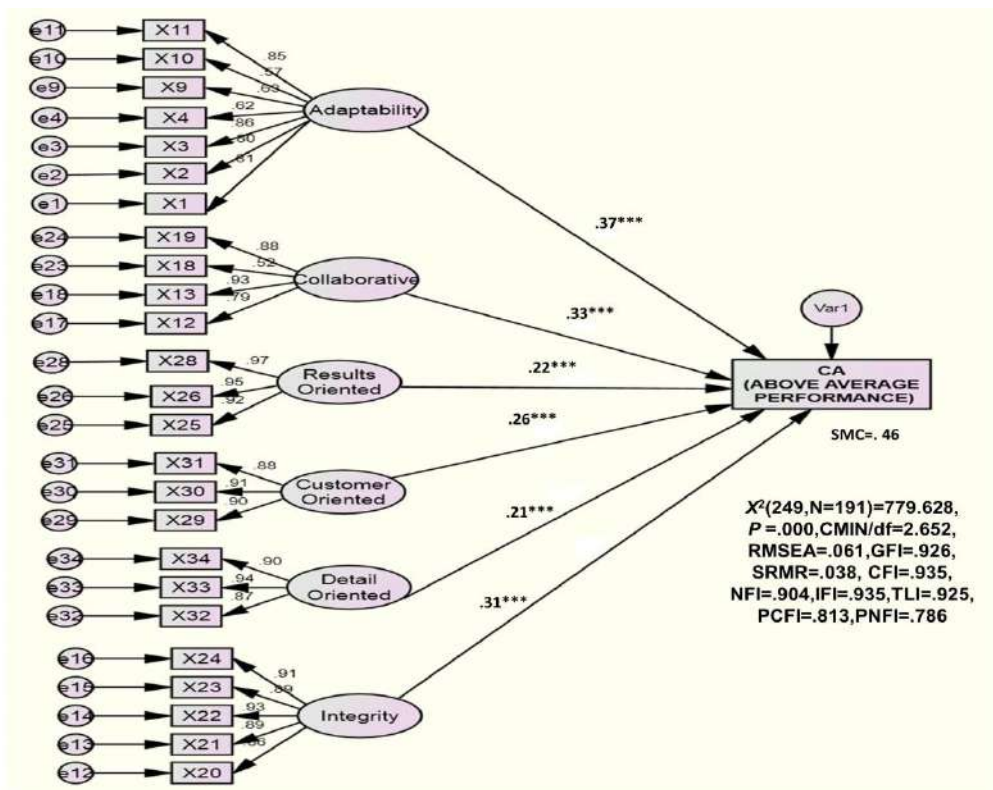 e11 X11
.85
e10 X10
.57
e9 X9
.63
Adaptability
e4 X4
.62
e3 X3
.86
.80
e2 X2
.81
e1 X1
.37***
e24 X19
.88
e23 X18
.52
Collaborative
e18 X13
.93
.79
e17 X12
.33***
Var1
e28 X28
.97
Results
Oriented
.22***
e26 X26
.95
.92
e25 X25
CA
(ABOVE AVERAGE
PERFORMANCE)
SMC=. 46
.26***
e31 X31
.88
e30 X30
.91
Customer
Oriented
.90
e29 X29
.21***
e34 X34
.90
e33 X33
.94
Detail
Oriented
.87
e32 X32
.31***
X²(249,N=191)=779.628,
P =.000,CMIN/df=2.652,
RMSEA=.061,GFI=.926,
SRMR=.038, CFI=.935,
NFI=.904,IFI=.935,TLI=.925,
PCFI=.813,PNFI=.786
e16 X24
.91
e15 X23
.89
e14 X22
.93
Integrity
.89
e13 X21
e12 X20